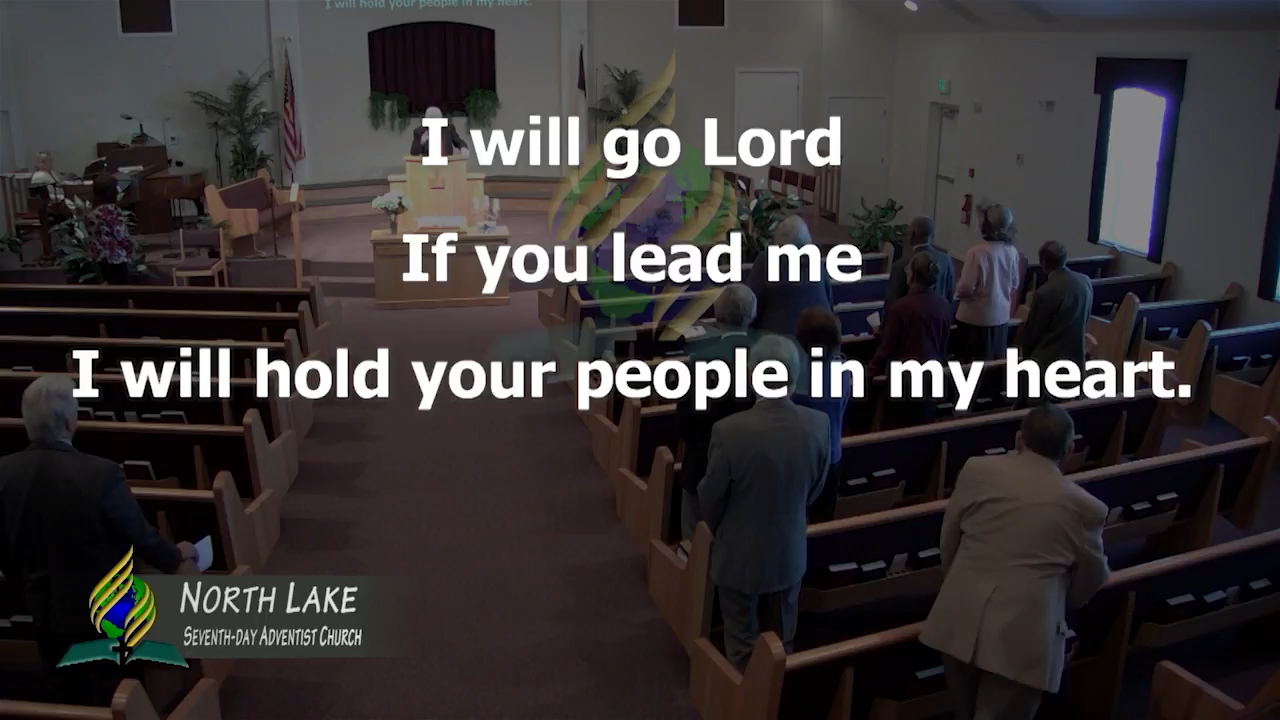 I will hold your people in my heart.
I will go Lord
If you lead me
I will hold your people in my heart.
NORTH LAKE
SEVENTH-DAY ADVENTIST CHURCH